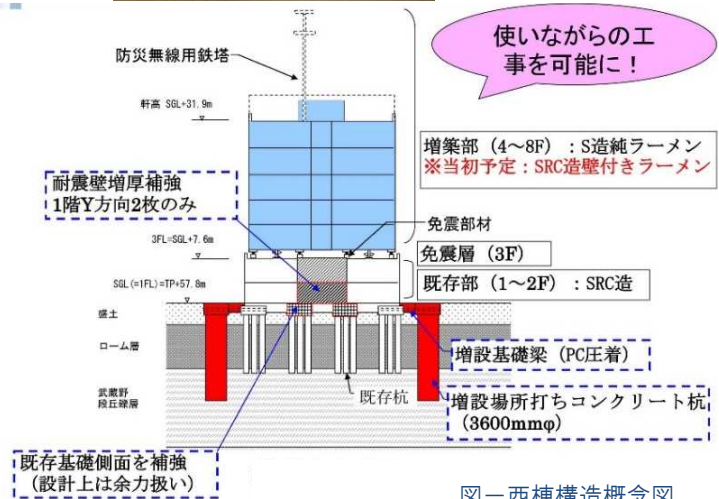 防災無線用鉄塔
使いながらの工
事を可能に！
軒高 SGL+31.9m
増築部（4～8F）：S造純ラーメン
※当初予定：SRC造壁付きラーメン
耐震壁増厚補強
1階Y方向2枚のみ
免震部材
3FL=SGL+7.6m
免震層（3F）
既存部（1～2F）：SRC造
SGL(=1FL)=TP+57.8m
盛土
ローム層
増設基礎梁（PC圧着）
武蔵野
段丘礫層
既存杭
増設場所打ちコンクリート杭
（3600mmφ）
既存基礎側面を補強
（設計上は余力扱い）
図－西棟構造概念図